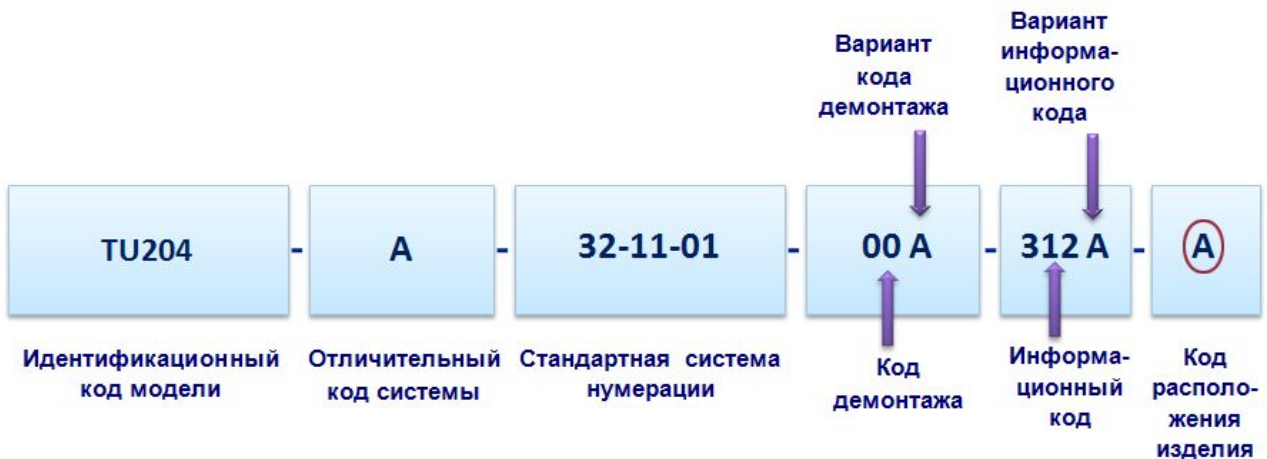 Вариант
кода
демонтажа
Вариант
информа-
ционного
кода
TU204 - A - 32-11-01 - 00 A - 312 A - A
Идентификационный
код модели
Отличительный
код системы
Стандартная система
нумерации
Код
демонтажа
Информа-
ционный
код
Код
располо-
жения
изделия